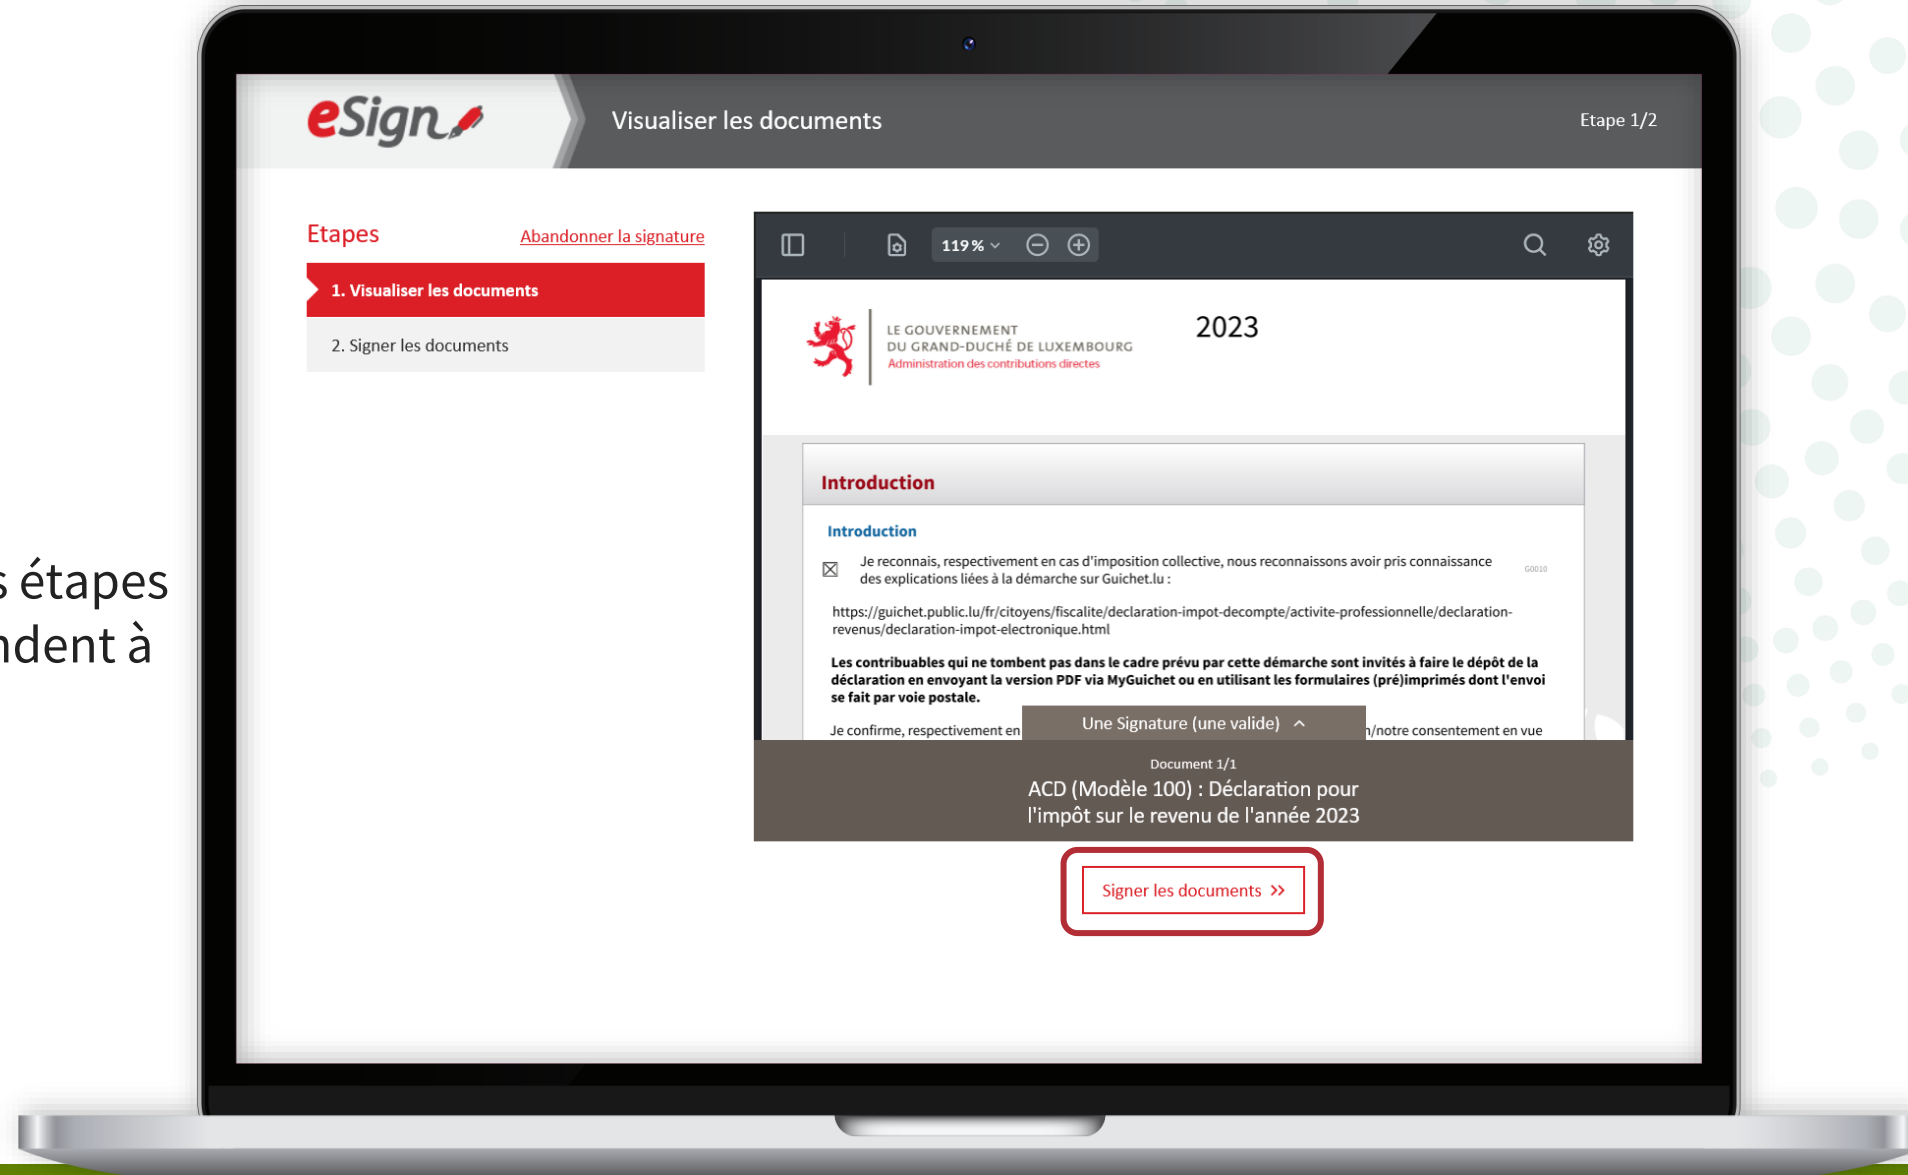 eSign
Visualiser les documents
Etape 1/2
Etapes
Abandonner la signature
1. Visualiser les documents
2. Signer les documents
119 %
LE GOUVERNEMENT
DU GRAND-DUCHÉ DE LUXEMBOURG
Administration des contributions directes
2023
Introduction
Introduction
Je reconnais, respectivement en cas d'imposition collective, nous reconnaissons avoir pris connaissance
des explications liées à la démarche sur Guichet.lu :
G0010
https://guichet.public.lu/fr/citoyens/fiscalite/declaration-impot-decompte/activite-professionnelle/declaration-
revenus/declaration-impot-electronique.html
Les contribuables qui ne tombent pas dans le cadre prévu par cette démarche sont invités à faire le dépôt de la
déclaration en envoyant la version PDF via MyGuichet ou en utilisant les formulaires (pré)imprimés dont l'envoi
se fait par voie postale.
Je confirme, respectivement en
/notre consentement en vue
Une Signature (une valide)
Document 1/1
ACD (Modèle 100) : Déclaration pour
l'impôt sur le revenu de l'année 2023
Signer les documents >>
s étapes
ndent à